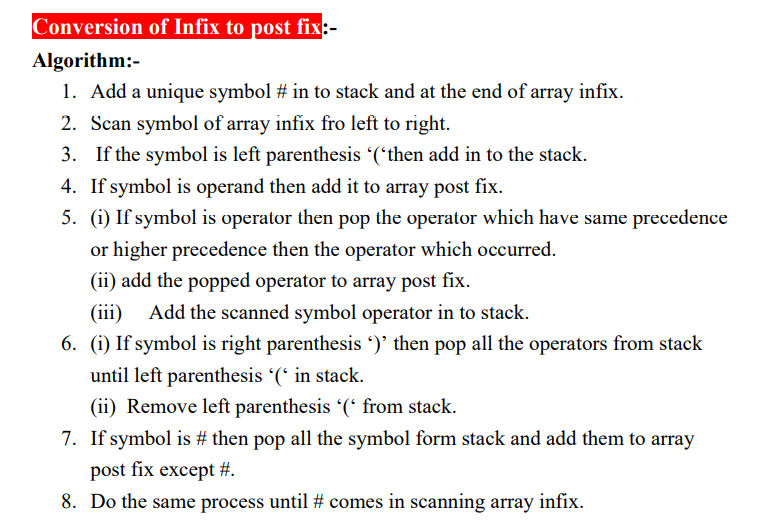 Conversion of Infix to post fix:-
Algorithm:-
1. Add a unique symbol # in to stack and at the end of array infix.
2. Scan symbol of array infix fro left to right.
3. If the symbol is left parenthesis ‘(‘then add in to the stack.
4. If symbol is operand then add it to array post fix.
5. (i) If symbol is operator then pop the operator which have same precedence
or higher precedence then the operator which occurred.
(ii) add the popped operator to array post fix.
(iii) Add the scanned symbol operator in to stack.
6. (i) If symbol is right parenthesis ‘)’ then pop all the operators from stack
until left parenthesis ‘(‘ in stack.
(ii) Remove left parenthesis ‘(‘ from stack.
7. If symbol is # then pop all the symbol form stack and add them to array
post fix except #.
8. Do the same process until # comes in scanning array infix.